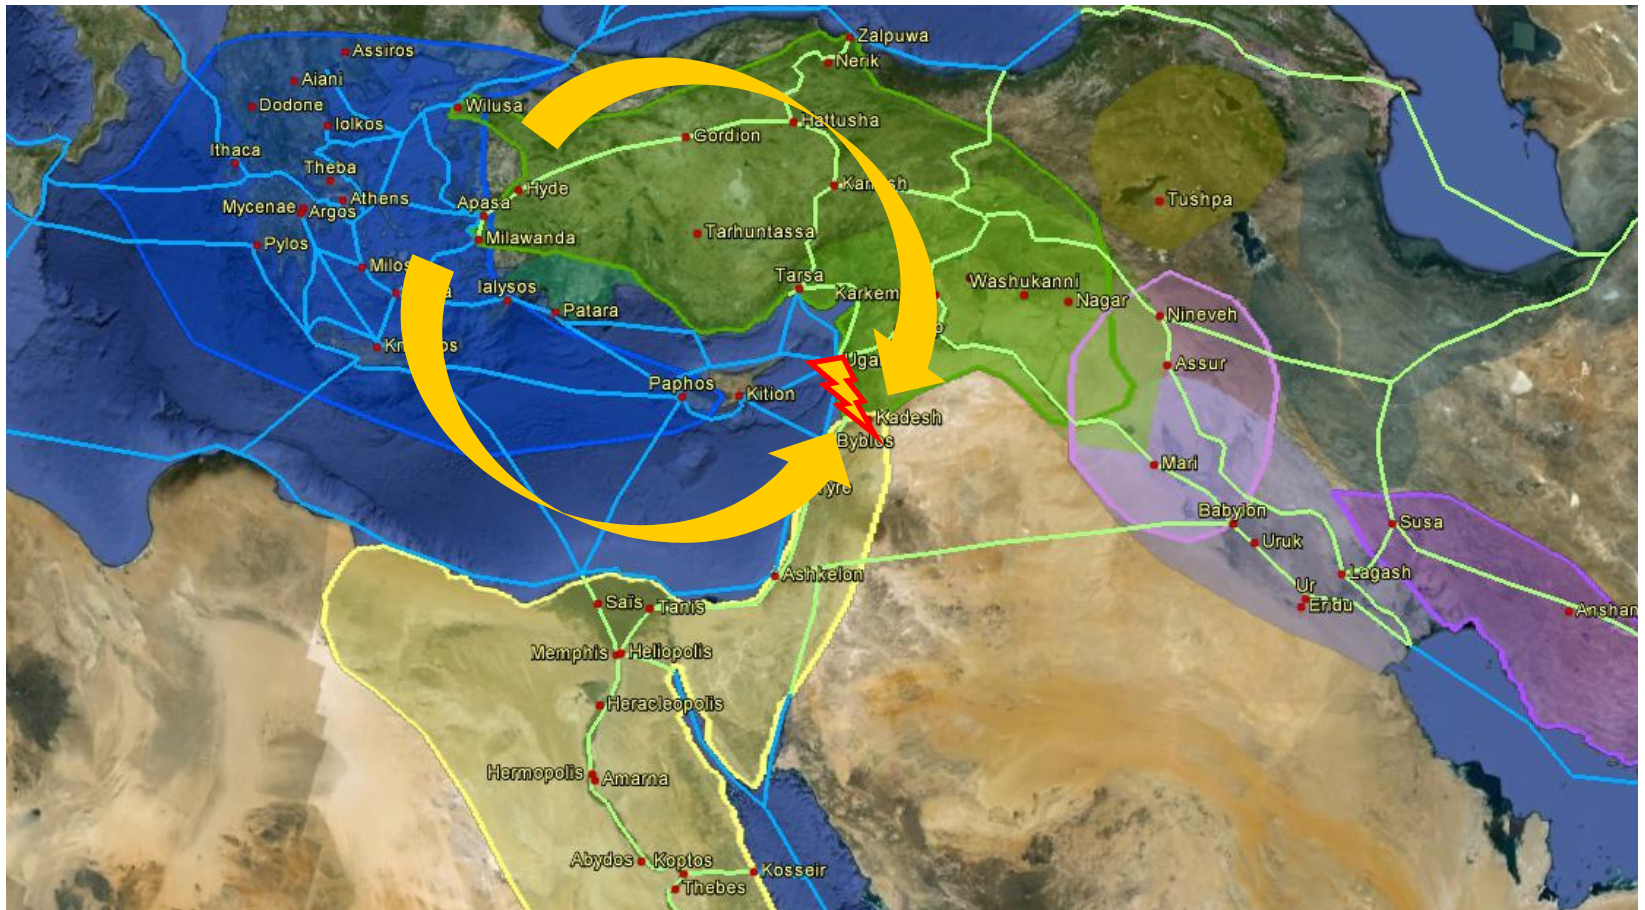 Zalpuwa
Assiros
Nerik
Aiani
Dodone
Wilusa
Iolkos
Hattusha
Gordion
Ithaca
Theba
Hyde
Tushpa
Athens
Mycenae
Argos
Apasa
Milawanda
Tarhuntassa
Pylos
Milos
Tarsa
Washukanni
Ialysos
Nagar
Patara
Nineveh
Assur
Paphos
Kition
Kadesh
Byblos
Mari
Babylon
Susa
Uruk
Ashkelon
Lagash
Ur
Eridu
Anshan
Saïs
Tanis
Memphis
Heliopolis
Heracleopolis
Hermopolis
Amarna
Abydos
Koptos
Kosseir
Thebes